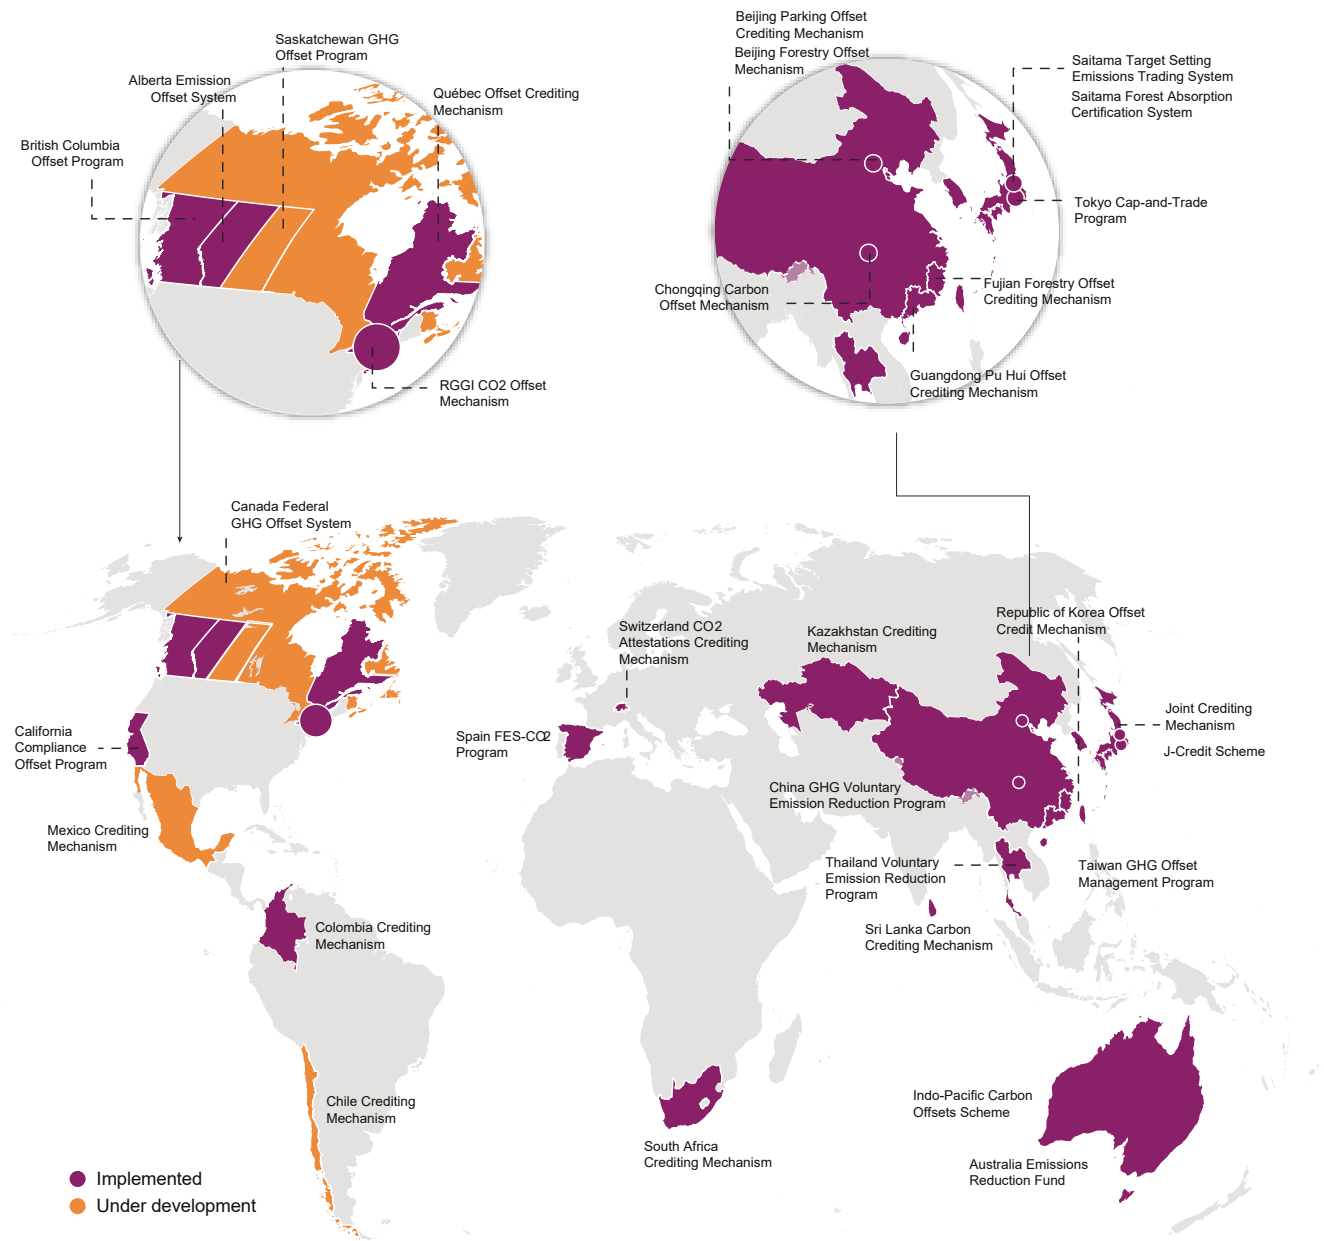 Saskatchewan GHG
Offset Program
Alberta Emission
Offset System
Québec Offset Crediting
Mechanism
British Columbia
Offset Program
RGGI CO2 Offset
Mechanism
Beijing Parking Offset
Crediting Mechanism
Beijing Forestry Offset
Mechanism
Saitama Target Setting
Emissions Trading System
Saitama Forest Absorption
Certification System
Tokyo Cap-and-Trade
Program
Chongqing Carbon
Offset Mechanism
Fujian Forestry Offset
Crediting Mechanism
Guangdong Pu Hui Offset
Crediting Mechanism
Canada Federal
GHG Offset System
Switzerland CO2
Attestations Crediting
Mechanism
Kazakhstan Crediting
Mechanism
Republic of Korea Offset
Credit Mechanism
Joint Crediting
Mechanism
J-Credit Scheme
California
Compliance
Offset Program
Spain FES-CO2
Program
China GHG Voluntary
Emission Reduction Program
Mexico Crediting
Mechanism
Thailand Voluntary
Emission Reduction
Program
Taiwan GHG Offset
Management Program
Colombia Crediting
Mechanism
Sri Lanka Carbon
Crediting Mechanism
Chile Crediting
Mechanism
Indo-Pacific Carbon
Offsets Scheme
South Africa
Crediting Mechanism
Australia Emissions
Reduction Fund
Implemented
Under development